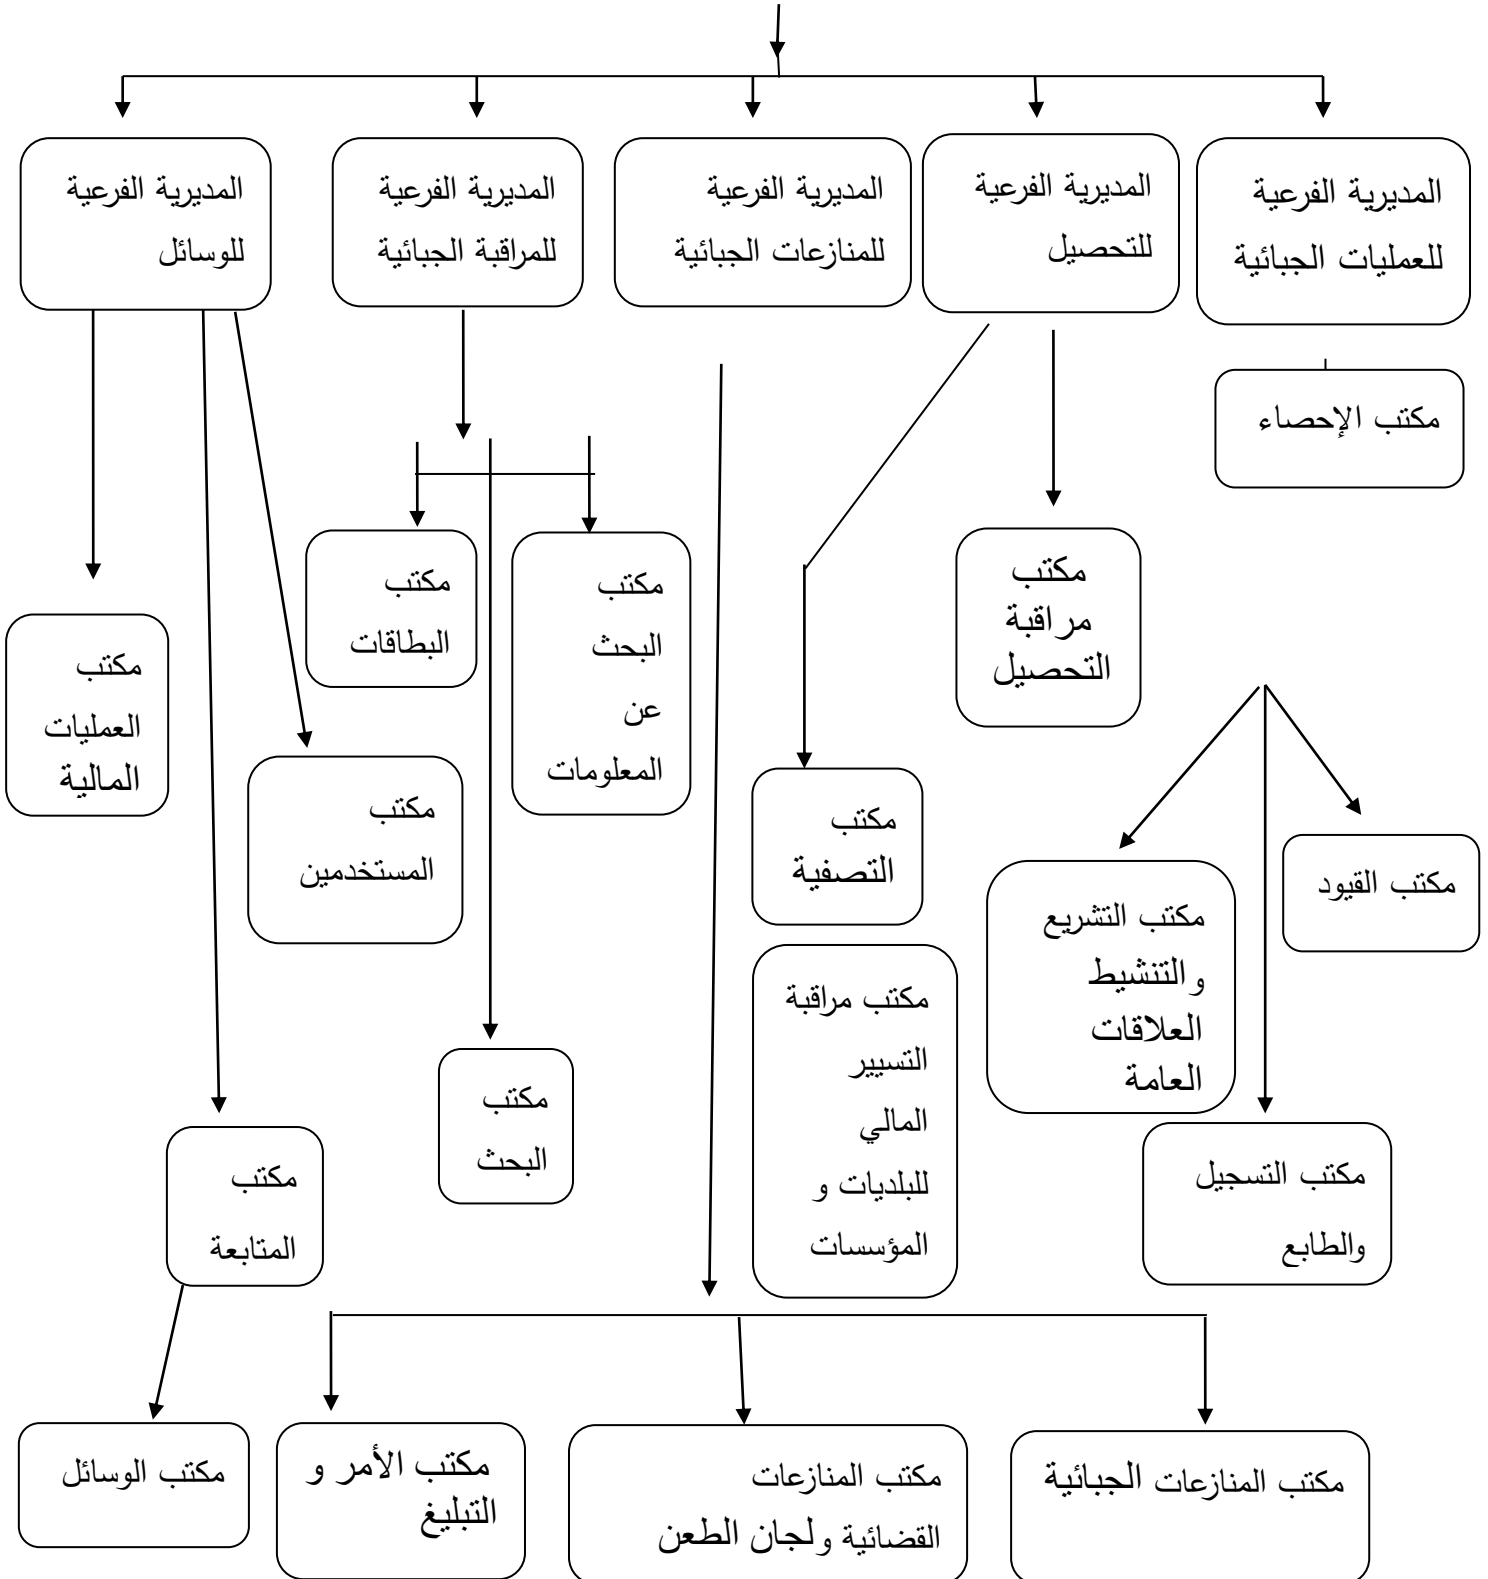 المديرية الفرعية
للعمليات الجبائية
المديرية الفرعية
للتحصيل
المديرية الفرعية
للمنازعات الجبائية
المديرية الفرعية
للمراقبة الجبائية
المديرية الفرعية
للوسائل
مكتب الإحصاء
مكتب
مراقبة
التحصيل
مكتب
البحث
عن
المعلومات
مكتب
البطاقات
مكتب
العمليات
المالية
مكتب
المستخدمين
مكتب
التصفية
مكتب القيود
مكتب التشريع
والتنشيط
العلاقات
العامة
مكتب مراقبة
التسيير
المالي
للبلديات و
المؤسسات
مكتب
البحث
مكتب التسجيل
والطابع
مكتب
المتابعة
مكتب المنازعات الجبائية
مكتب المنازعات
القضائية ولجان الطعن
مكتب الأمر و
التبليغ
مكتب الوسائل